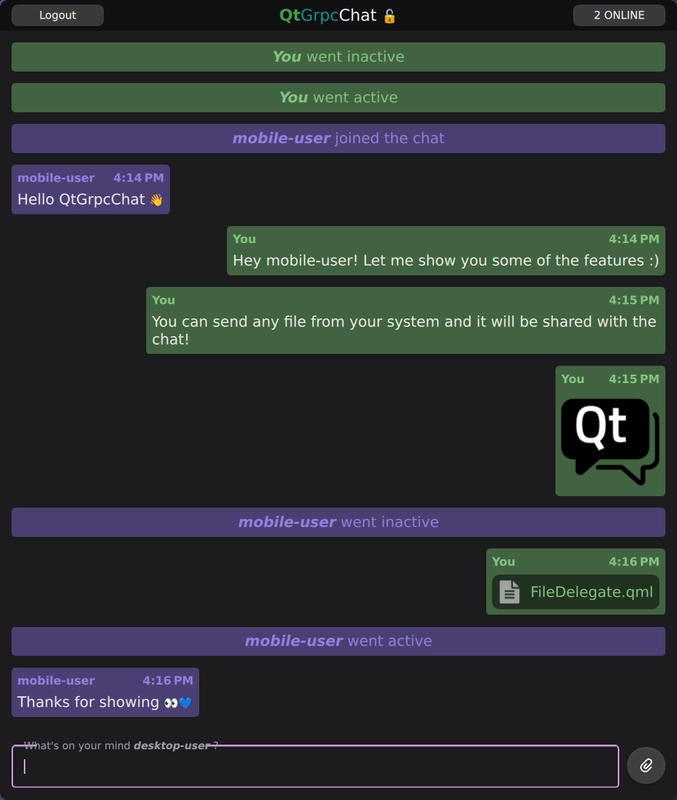 Logout
QtGrpcChat 🔓
2 ONLINE
You went inactive
You went active
mobile-user joined the chat
mobile-user 4:14 PM
Hello QtGrpcChat 👋
You 4:14 PM
Hey mobile-user! Let me show you some of the features :)
You 4:15 PM
You can send any file from your system and it will be shared with the
chat!
You 4:15 PM
Qt
mobile-user went inactive
You 4:16 PM
FileDelegate.qml
mobile-user went active
mobile-user 4:16 PM
Thanks for showing 👀💙
What's on your mind desktop-user ?